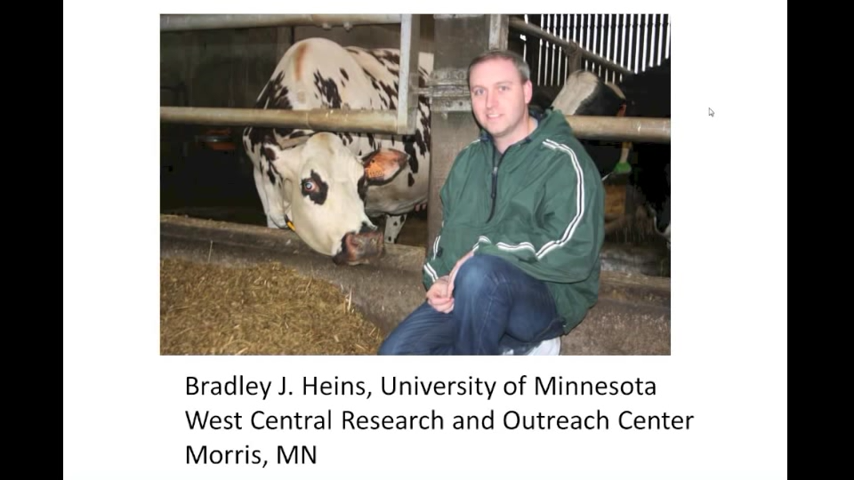 Bradley J. Heins, University of Minnesota
West Central Research and Outreach Center
Morris, MN